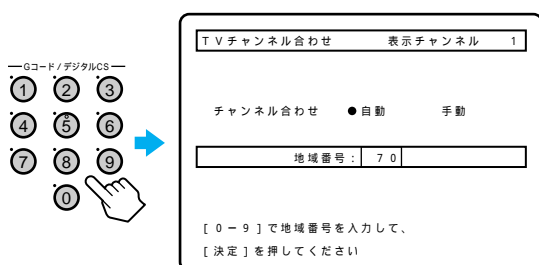 Gコード / デジタルCS
1 2 3
4 5 6
7 8 9
0
TVチャンネル合わせ 表示チャンネル 1
チャンネル合わせ ●自動 手動
地域番号: 70
[0－9]で地域番号を入力して、
[決定]を押してください